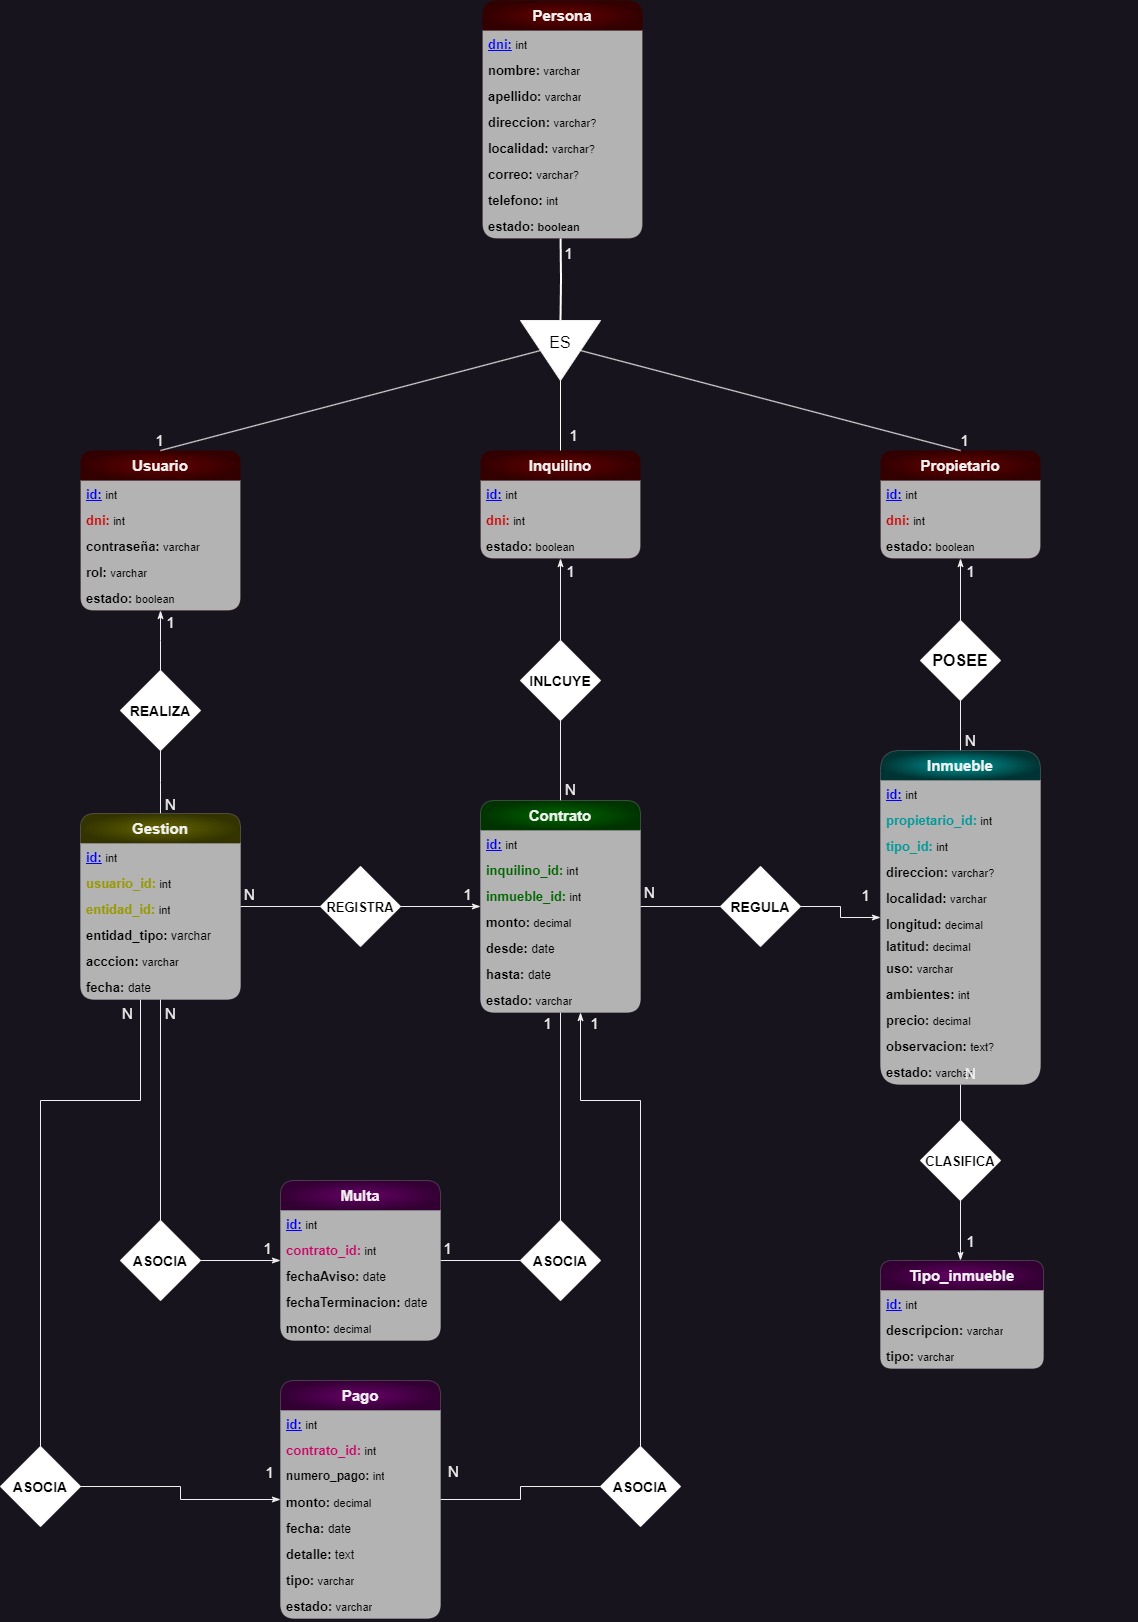 Persona
dni: int
nombre: varchar
apellido: varchar
direccion: varchar?
localidad: varchar?
correo: varchar?
telefono: int
estado: boolean
1
ES
1
1
1
Usuario
id: int
dni: int
contraseña: varchar
rol: varchar
estado: boolean
Inquilino
id: int
dni: int
estado: boolean
Propietario
id: int
dni: int
estado: boolean
1
1
1
REALIZA
INLCUYE
POSEE
N
N
N
Gestion
id: int
usuario_id: int
entidad_id: int
entidad_tipo: varchar
acccion: varchar
fecha: date
N
REGISTRA
1
Contrato
id: int
inquilino_id: int
inmueble_id: int
monto: decimal
desde: date
hasta: date
estado: varchar
N
REGULA
1
Inmueble
id: int
propietario_id: int
tipo_id: int
direccion: varchar?
localidad: varchar
longitud: decimal
latitud: decimal
uso: varchar
ambientes: int
precio: decimal
observacion: text?
estado: varchar
N
N
N
1
1
CLASIFICA
1
Tipo_inmueble
id: int
descripcion: varchar
tipo: varchar
ASOCIA
1
Multa
id: int
contrato_id: int
fechaAviso: date
fechaTerminacion: date
monto: decimal
1
ASOCIA
ASOCIA
1
Pago
id: int
contrato_id: int
numero_pago: int
monto: decimal
fecha: date
detalle: text
tipo: varchar
estado: varchar
N
ASOCIA